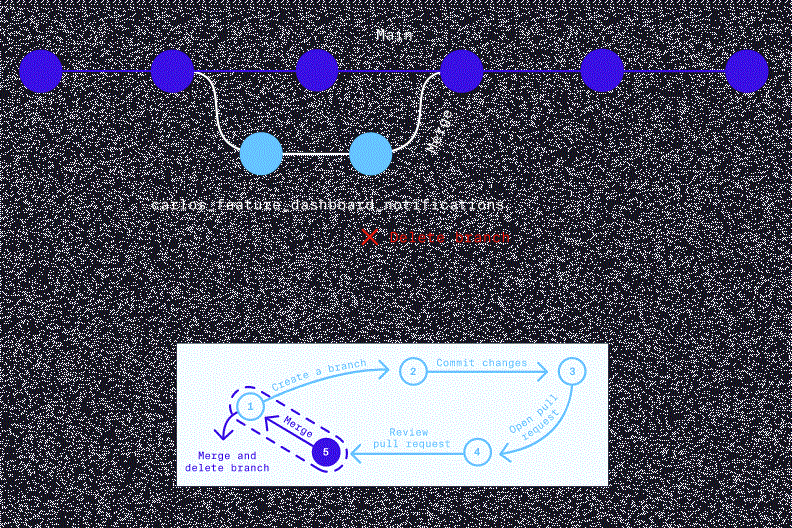 Main
Merge
carlos_feature_dashboard_notifications
Delete branch
Create a branch
2
Commit changes
3
1
Merge
Open pull
request
Review
pull request
5
4
Merge and
delete branch